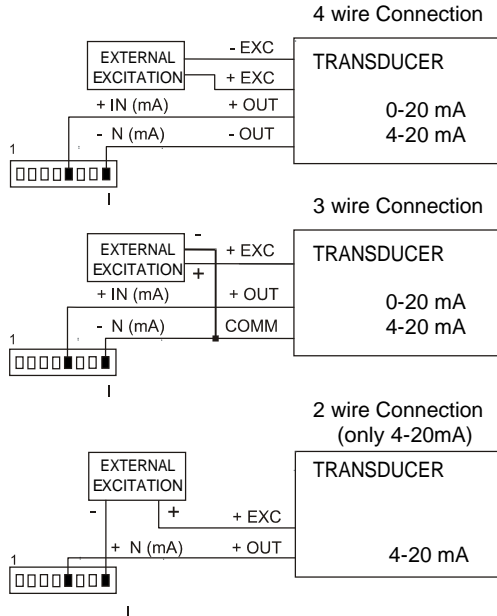 4 wire Connection
EXTERNAL
EXCITATION
- EXC
+ EXC
TRANSDUCER
+ IN (mA)
+ OUT
0-20 mA
- N (mA)
- OUT
4-20 mA
1
I
3 wire Connection
-
EXTERNAL
EXCITATION
+
+ EXC
TRANSDUCER
+ IN (mA)
+ OUT
0-20 mA
- N (mA)
COMM
4-20 mA
1
I
2 wire Connection
(only 4-20mA)
EXTERNAL
EXCITATION
TRANSDUCER
- +
+ EXC
+ N (mA)
+ OUT
4-20 mA
1
I